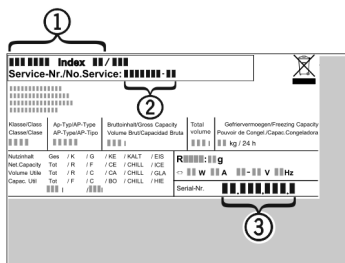 1
Index /
Service-Nr./No.Service: -
2
Klasse/Class Ap-Typ/AP-Type Bruttoinhalt/Gross Capacity Total Gefriervermoegen/Freezing Capacity
Classe/Clase AP-Type/AP-Tipo Volume Brut/Capacidad Bruta volume Pouvoir de Congel./Capac.Congeladora
l l kg / 24 h
Nutzinhalt Ges / K / G / KE / KALT / EIS
Net.Capacity Tot / R / F / CE / CHILL / ICE
Volume Utile Tot / R / C / CA / CHILL / GLA
Capac. Util Tot / F / C / BO / CHILL / HIE
l / l
R : g
W A - V Hz
Serial-Nr. . . .
3